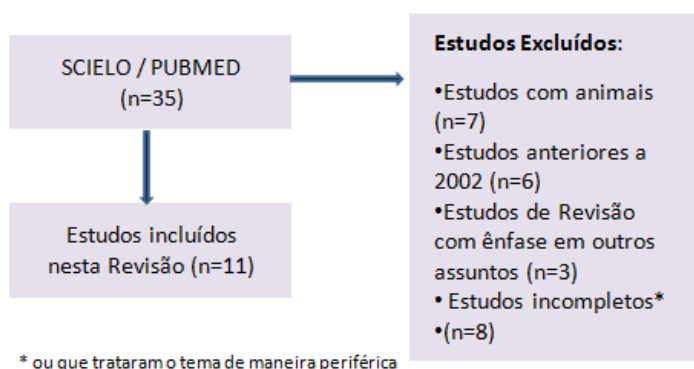 SCIELO / PUBMED
(n=35)
Estudos incluídos
nesta Revisão (n=11)
Estudos Excluídos:
•Estudos com animais
(n=7)
•Estudos anteriores a
2002 (n=6)
•Estudos de Revisão
com ênfase em outros
assuntos (n=3)
• Estudos incompletos*
•(n=8)
* ou que trataram o tema de maneira periférica